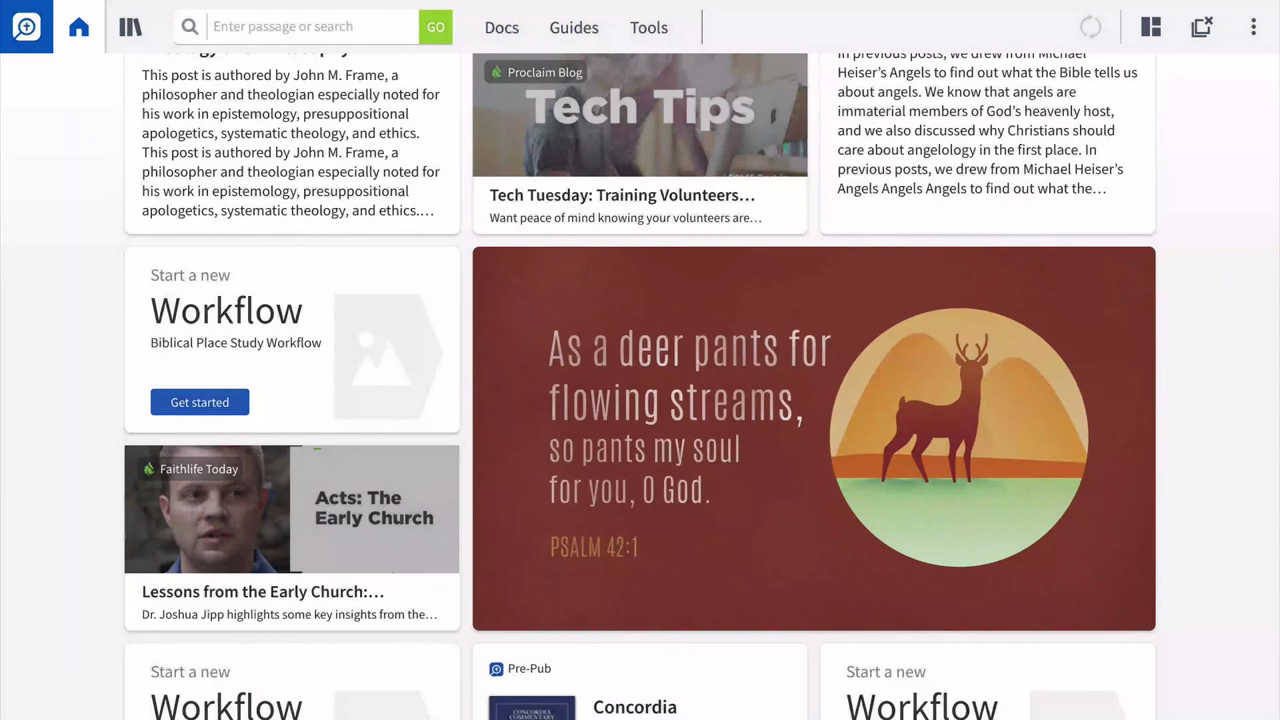 Enter passage or search
GO
Docs
Guides
Tools
This post is authored by John M. Frame, a
philosopher and theologian especially noted for
his work in epistemology, presuppositional
apologetics, systematic theology, and ethics.
This post is authored by John M. Frame, a
philosopher and theologian especially noted for
his work in epistemology, presuppositional
apologetics, systematic theology, and ethics.…
Proclaim Blog
Tech Tips
Tech Tuesday: Training Volunteers…
Want peace of mind knowing your volunteers are…
In previous posts, we drew from Michael
Heiser’s Angels to find out what the Bible tells us
about angels. We know that angels are
immaterial members of God’s heavenly host,
and we also discussed why Christians should
care about angelology in the first place. In
previous posts, we drew from Michael Heiser’s
Angels Angels Angels to find out what the…
Start a new
Workflow
Biblical Place Study Workflow
Get started
As a deer pants for
flowing streams,
so pants my soul
for you, O God.
PSALM 42:1
Faithlife Today
Acts: The
Early Church
Lessons from the Early Church:…
Dr. Joshua Jipp highlights some key insights from the…
Start a new
Workflow
Pre-Pub
Concordia
CONCORDIA
COMMENTARY
Start a new
Workflow